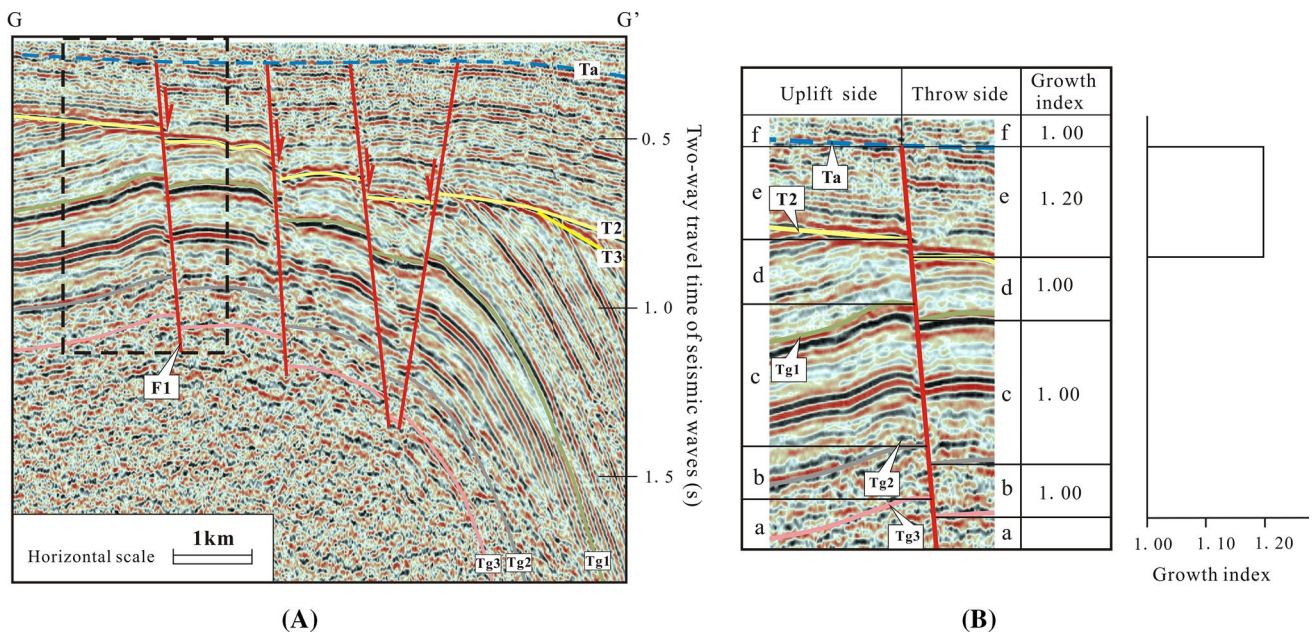 G
G’
Ta
0. 5
T2
T3
1. 0
F1
1. 5
Two-way travel time of seismic waves (s)
Horizontal scale
1km
Tg3
Tg2
Tg1
(A)
Uplift side
Throw side
Growth
index
f
f
1. 00
Ta
e
T2
e
1. 20
d
d
1.00
Tg1
c
c
1. 00
Tg2
b
b
1. 00
Tg3
a
a
1. 00
1. 10
1. 20
Growth index
(B)